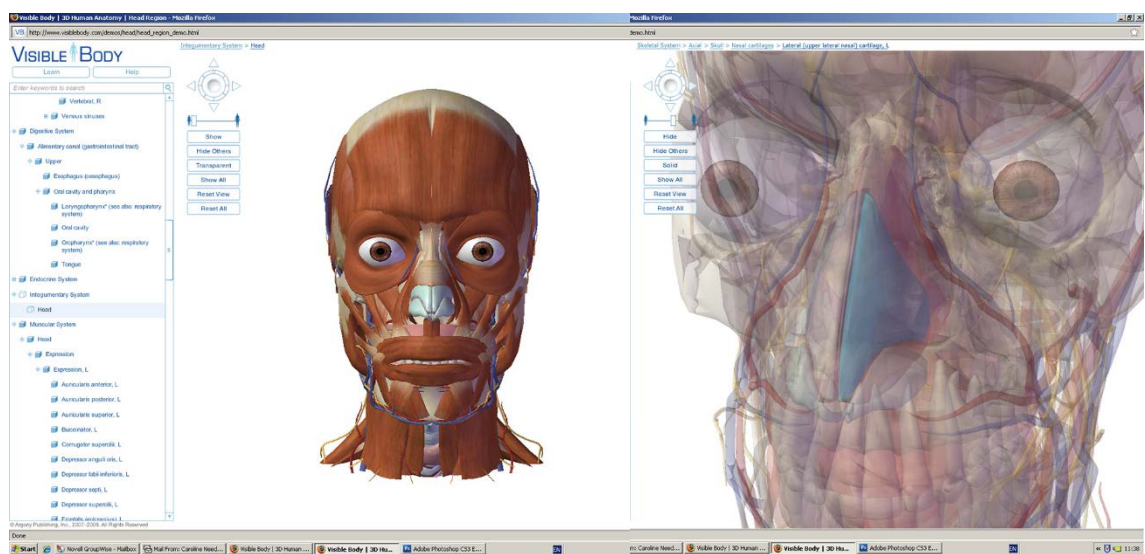 Visible Body | 3D Human Anatomy | Head Region - Mozilla Firefox
VB http://www.visiblebody.com/demos/head/head_region_demo.html
VISIBLE BODY
Learn Help
Enter keywords to search
Vertebral, R
Venous sinuses
Digestive System
Alimentary canal (gastrointestinal tract)
Upper
Esophagus (oesophagus)
Oral cavity and pharynx
Laryngopharynx* (see also: respiratory
system)
Oral cavity
Oropharynx* (see also: respiratory
system)
Tongue
Endocrine System
Integumentary System
Head
Muscular System
Head
Expression
Expression, L
Auricularis anterior, L
Auricularis posterior, L
Auricularis superior, L
Buccinator, L
Corrugator supercilii, L
Depressor anguli oris, L
Depressor labii inferioris, L
Depressor septi, L
Depressor supercilii, L
© Argosy Publishing, Inc., 2007-2008. All Rights Reserved
Done
Integumentary System > Head
Show
Hide Others
Transparent
Show All
Reset View
Reset All
Mozilla Firefox
demo.html
Skeletal System > Axial > Skull > Nasal cartilages > Lateral (upper lateral nasal) cartilage, L
Hide
Hide Others
Solid
Show All
Reset View
Reset All
Start Novell GroupWise - Mailbox Mail From: Caroline Need... Visible Body | 3D Human ... Visible Body | 3D Hu... Adobe Photoshop CS3 E... EN
m: Caroline Need... Visible Body | 3D Human ... Visible Body | 3D Hu... Adobe Photoshop CS3 E... EN 11:38